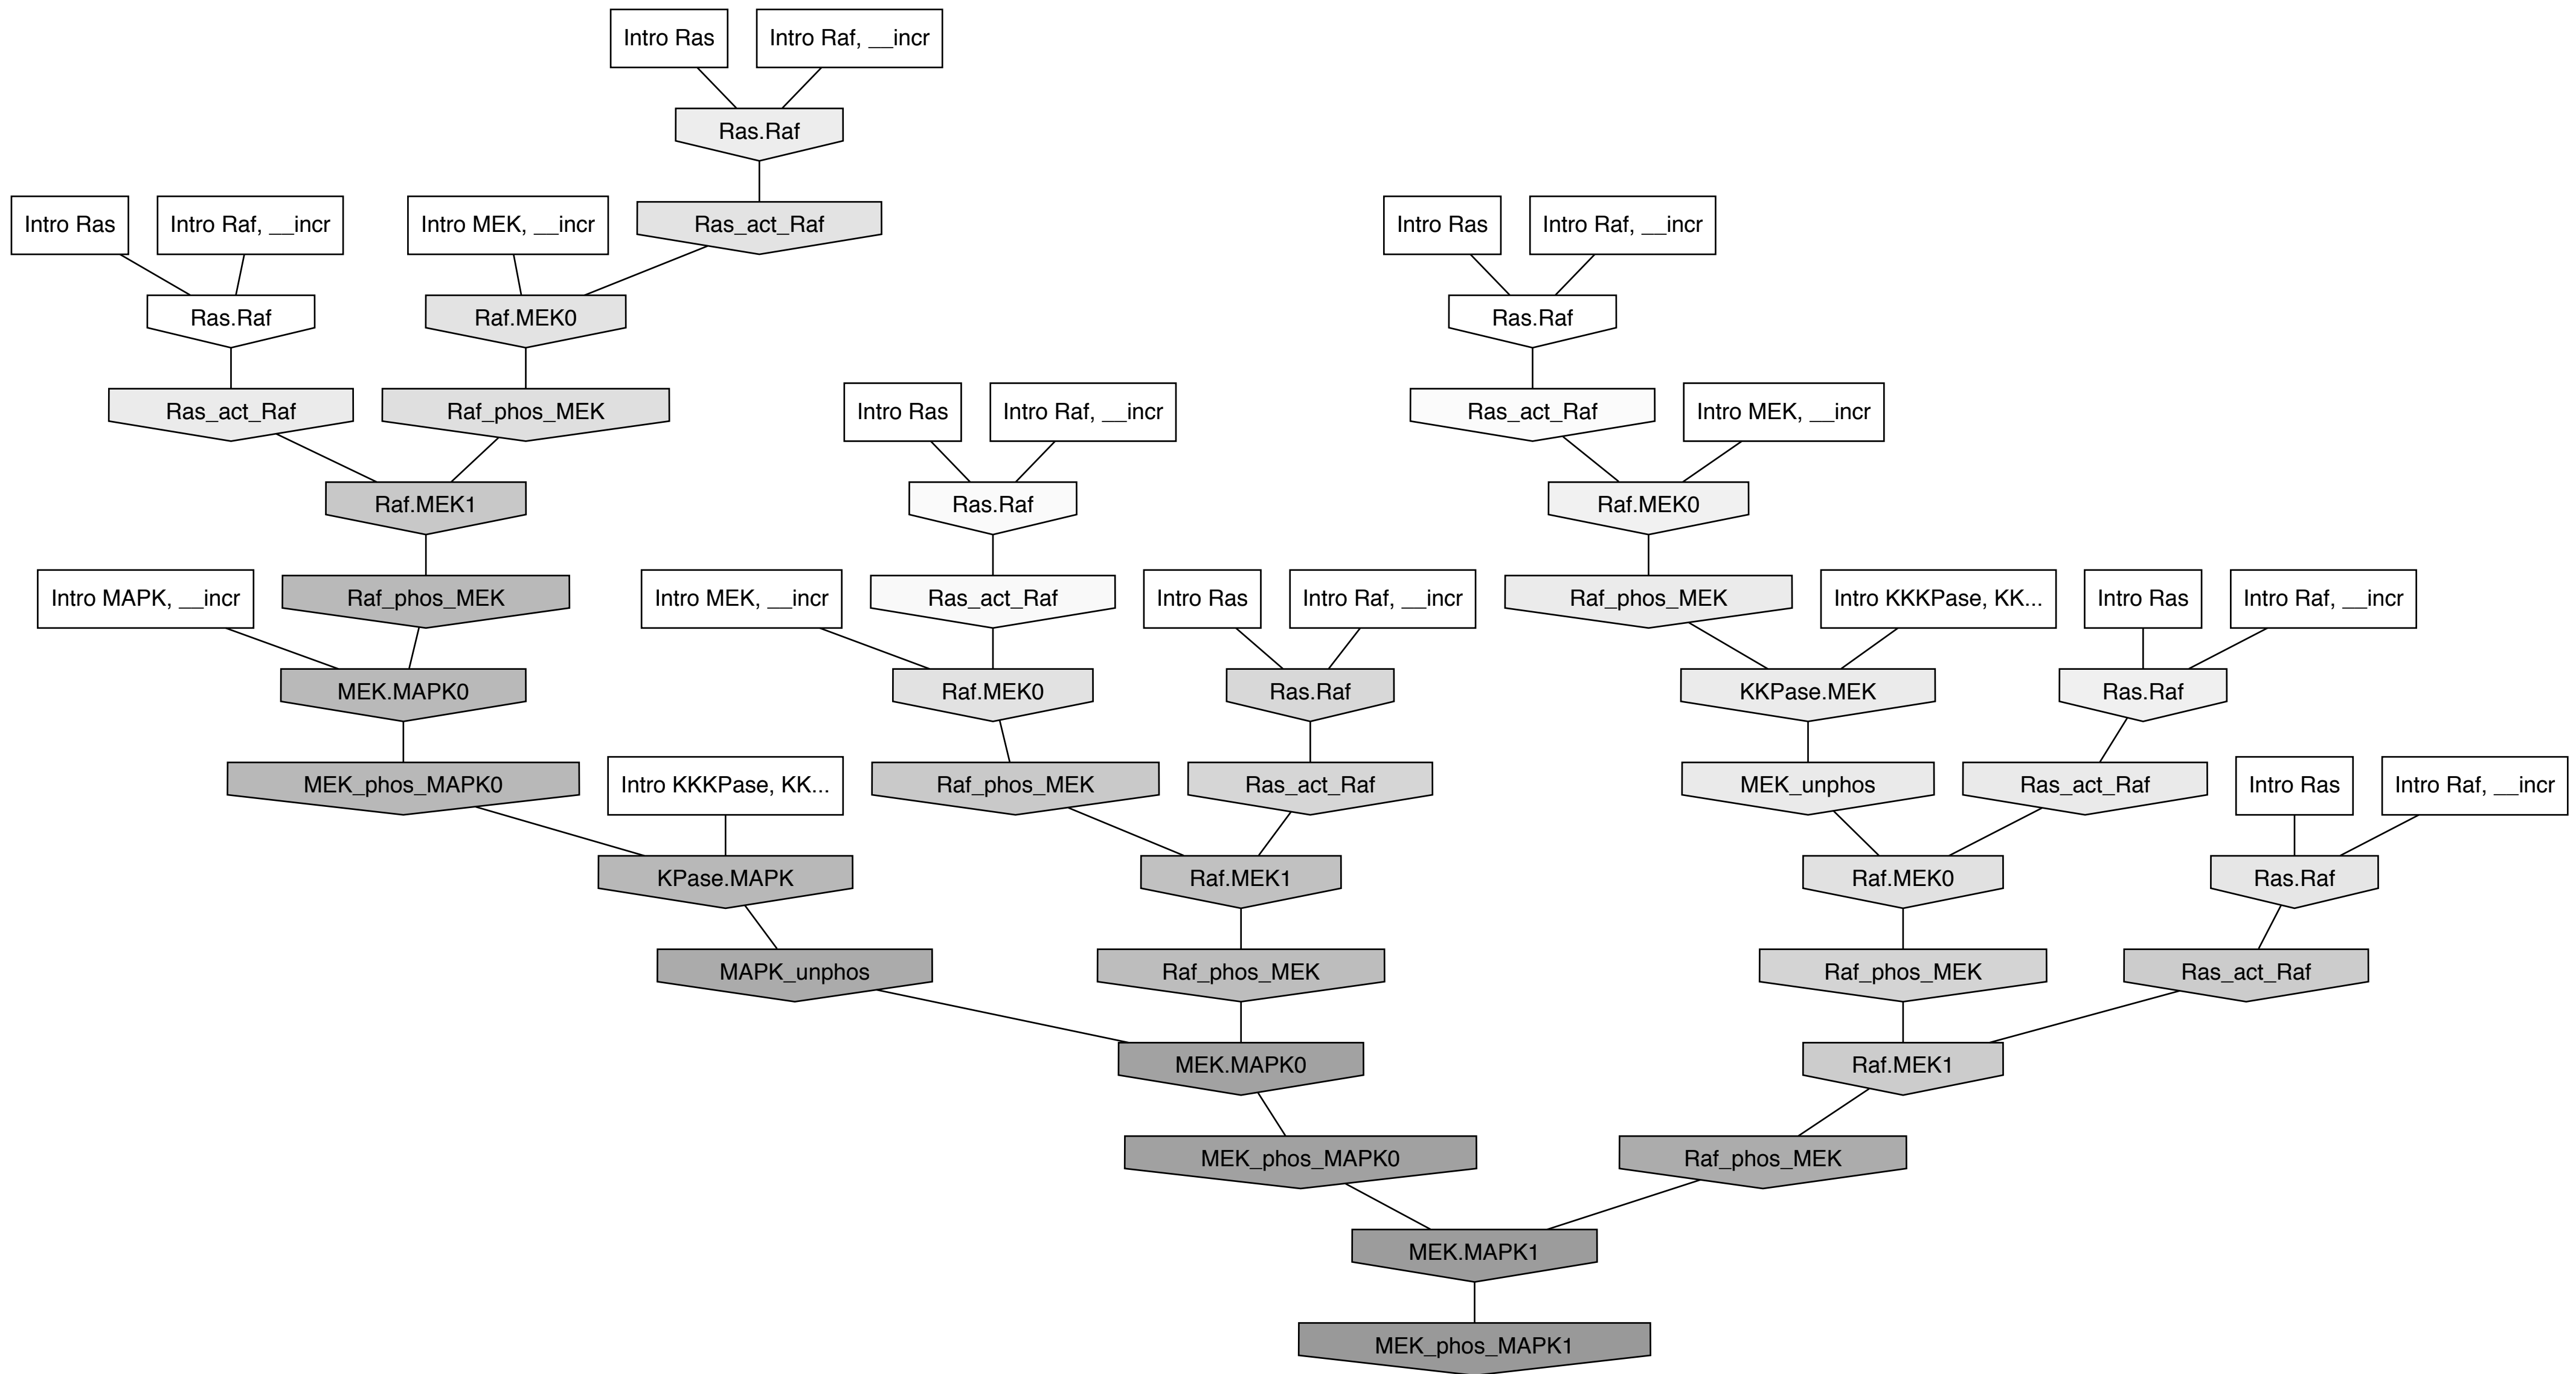 Intro Ras
Intro Raf, __incr
Ras.Raf
Intro Ras
Intro Raf, __incr
Intro MEK, __incr
Ras_act_Raf
Intro Ras
Intro Raf, __incr
Ras.Raf
Raf.MEK0
Ras.Raf
Ras_act_Raf
Raf_phos_MEK
Intro Ras
Intro Raf, __incr
Ras_act_Raf
Intro MEK, __incr
Raf.MEK1
Ras.Raf
Raf.MEK0
Intro MAPK, __incr
Raf_phos_MEK
Intro MEK, __incr
Ras_act_Raf
Intro Ras
Intro Raf, __incr
Raf_phos_MEK
Intro KKKPase, KK...
Intro Ras
Intro Raf, __incr
MEK.MAPK0
Raf.MEK0
Ras.Raf
KKPase.MEK
Ras.Raf
MEK_phos_MAPK0
Intro KKKPase, KK...
Raf_phos_MEK
Ras_act_Raf
MEK_unphos
Ras_act_Raf
Intro Ras
Intro Raf, __incr
KPase.MAPK
Raf.MEK1
Raf.MEK0
Ras.Raf
MAPK_unphos
Raf_phos_MEK
Raf_phos_MEK
Ras_act_Raf
MEK.MAPK0
Raf.MEK1
MEK_phos_MAPK0
Raf_phos_MEK
MEK.MAPK1
MEK_phos_MAPK1